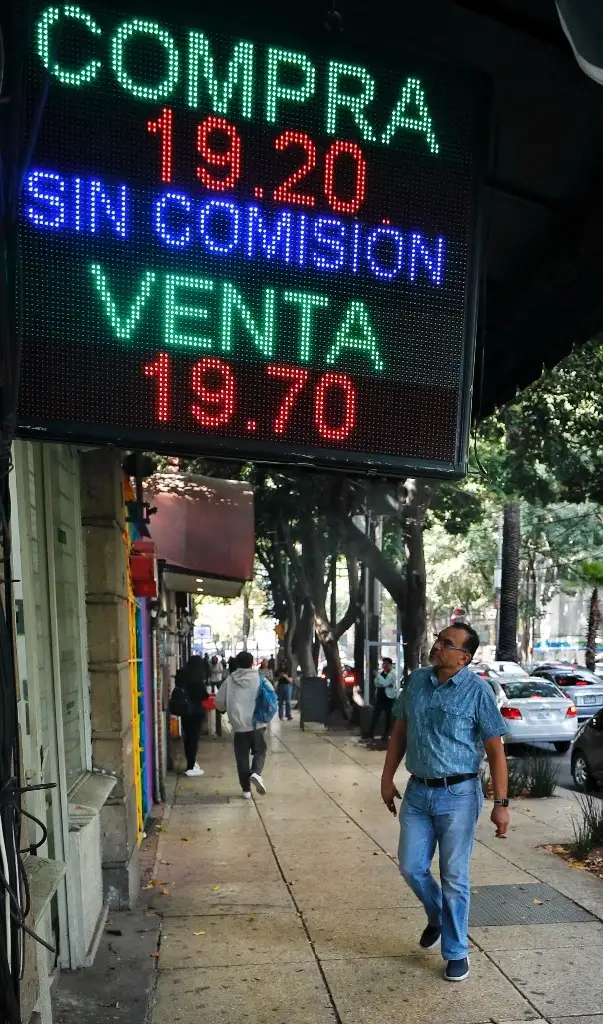 COMPRA
19.20
SIN COMISIÓN
VENTA
19.70